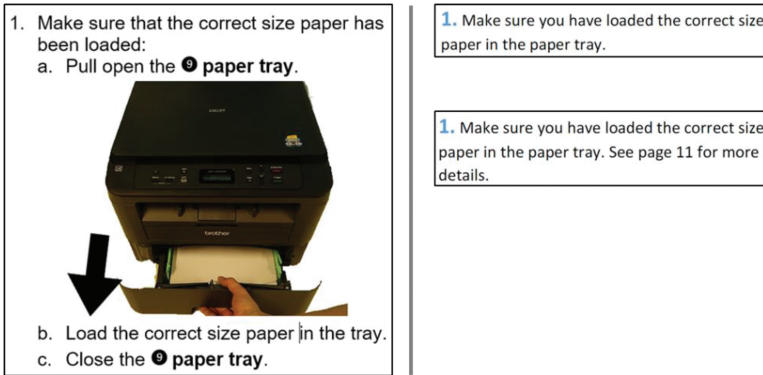 1. Make sure that the correct size paper has
been loaded:
a. Pull open the ❾ paper tray.
brother
b. Load the correct size paper in the tray.
c. Close the ❾ paper tray.
1. Make sure you have loaded the correct size
paper in the paper tray.
1. Make sure you have loaded the correct size
paper in the paper tray. See page 11 for more
details.